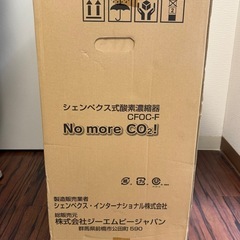 シェンペクス式酸素濃縮器
CFOC-F
No more CO₂!
製造販売業者
シェンペクス・インターナショナル株式会社
総販売元
株式会社ジーエムピージャパン
群馬県前橋市公田町590